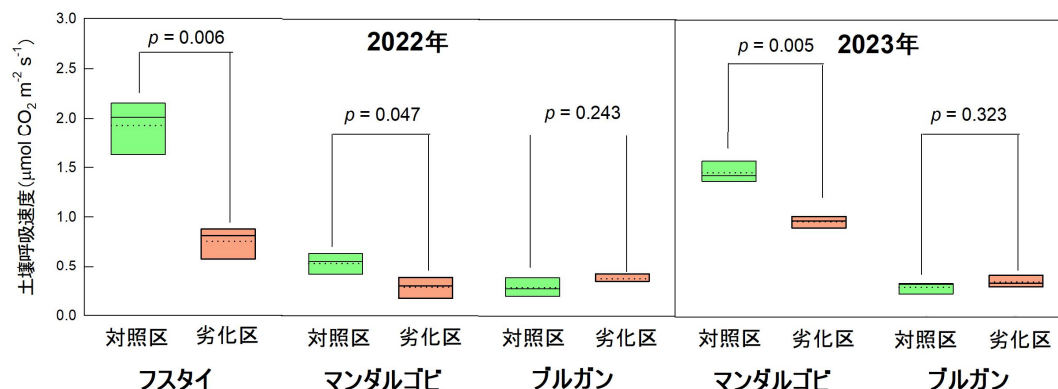 2022年
2023年
p = 0.006
p = 0.047
p = 0.243
p = 0.005
p = 0.323
土壌呼吸速度(μmol CO2 m-2 s-1)
3.0
2.5
2.0
1.5
1.0
0.5
0.0
対照区 劣化区 対照区 劣化区 対照区 劣化区 対照区 劣化区 対照区 劣化区
フスタイ マンダルゴビ ブルガン マンダルゴビ ブルガン